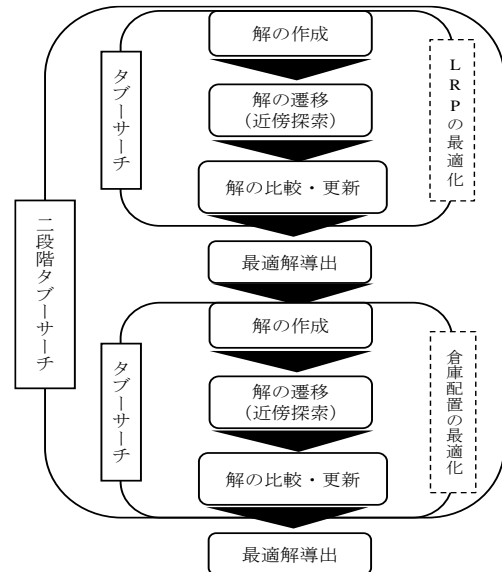 解の作成
タブーサーチ
LRPの最適化
解の遷移
(近傍探索)
解の比較・更新
二段階タブーサーチ
最適解導出
解の作成
タブーサーチ
倉庫配置の最適化
解の遷移
(近傍探索)
解の比較・更新
最適解導出